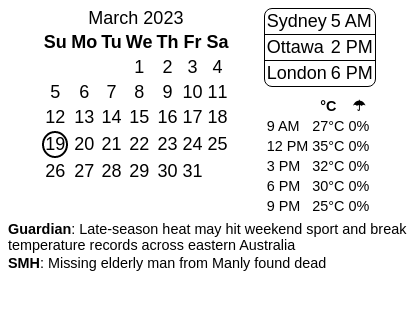 March 2023
Su Mo Tu We Th Fr Sa
1 2 3 4
5 6 7 8 9 10 11
12 13 14 15 16 17 18
19 20 21 22 23 24 25
26 27 28 29 30 31
Sydney 5 AM
Ottawa 2 PM
London 6 PM
°C ☂
9 AM 27°C 0%
12 PM 35°C 0%
3 PM 32°C 0%
6 PM 30°C 0%
9 PM 25°C 0%
Guardian: Late-season heat may hit weekend sport and break
temperature records across eastern Australia
SMH: Missing elderly man from Manly found dead